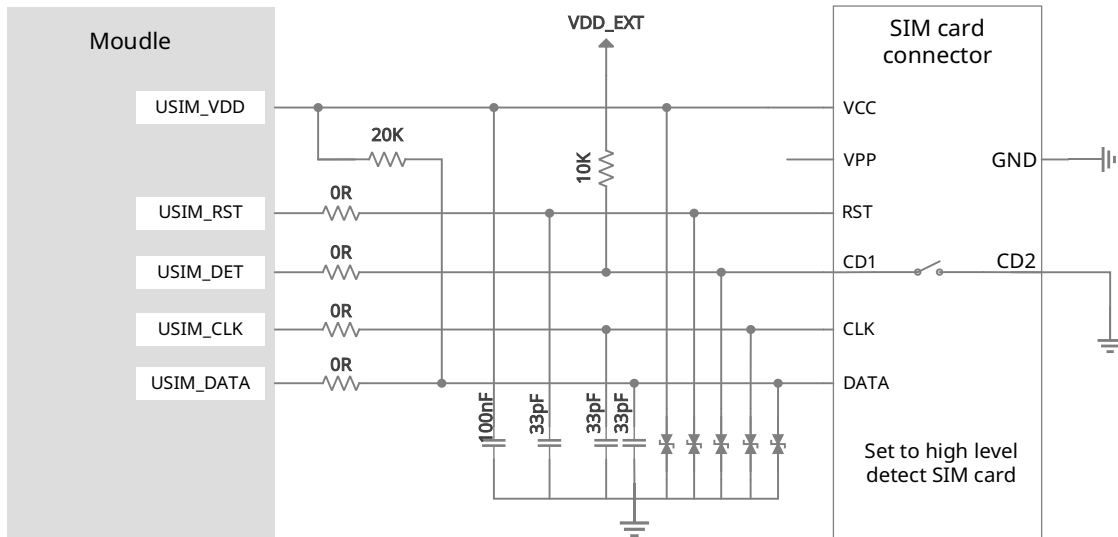 Moudle
VDD_EXT
SIM card
connector
USIM_VDD
VCC
20K
10K
VPP
GND
0R
USIM_RST
RST
0R
USIM_DET
CD1
CD2
0R
USIM_CLK
CLK
0R
USIM_DATA
DATA
100nF
33pF
33pF
33pF
Set to high level
detect SIM card